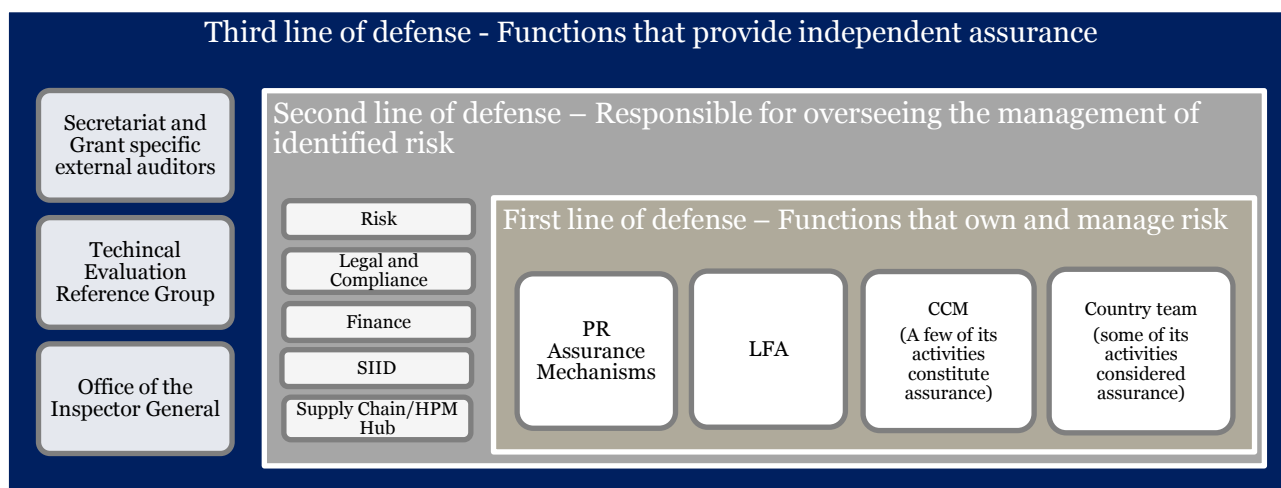 Third line of defense - Functions that provide independent assurance
Secretariat and
Grant specific
external auditors
Techincal
Evaluation
Reference Group
Office of the
Inspector General
Second line of defense – Responsible for overseeing the management of
identified risk
Risk
Legal and
Compliance
Finance
SIID
Supply Chain/HPM
Hub
First line of defense – Functions that own and manage risk
PR
Assurance
Mechanisms
LFA
CCM
(A few of its
activities
constitute
assurance)
Country team
(some of its
activities
considered
assurance)